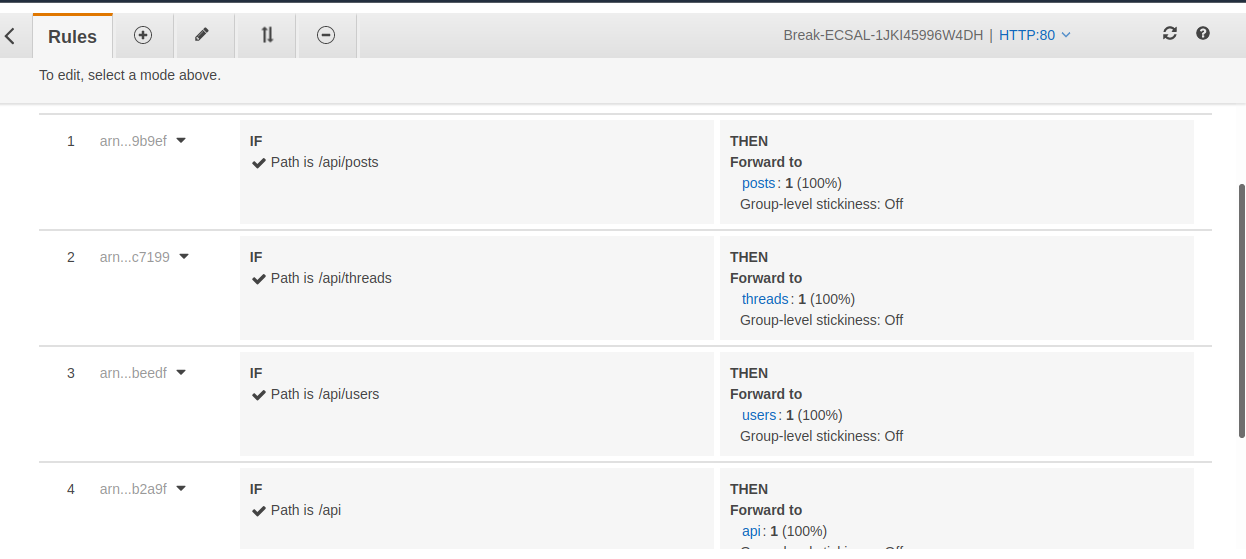 Rules
Break-ECSAL-1JKI45996W4DH | HTTP:80
To edit, select a mode above.
1 arn...9b9ef
IF
Path is /api/posts
THEN
Forward to
posts: 1 (100%)
Group-level stickiness: Off
2 arn...c7199
IF
Path is /api/threads
THEN
Forward to
threads: 1 (100%)
Group-level stickiness: Off
3 arn...beedf
IF
Path is /api/users
THEN
Forward to
users: 1 (100%)
Group-level stickiness: Off
4 arn...b2a9f
IF
Path is /api
THEN
Forward to
api: 1 (100%)
Group-level stickiness: Off